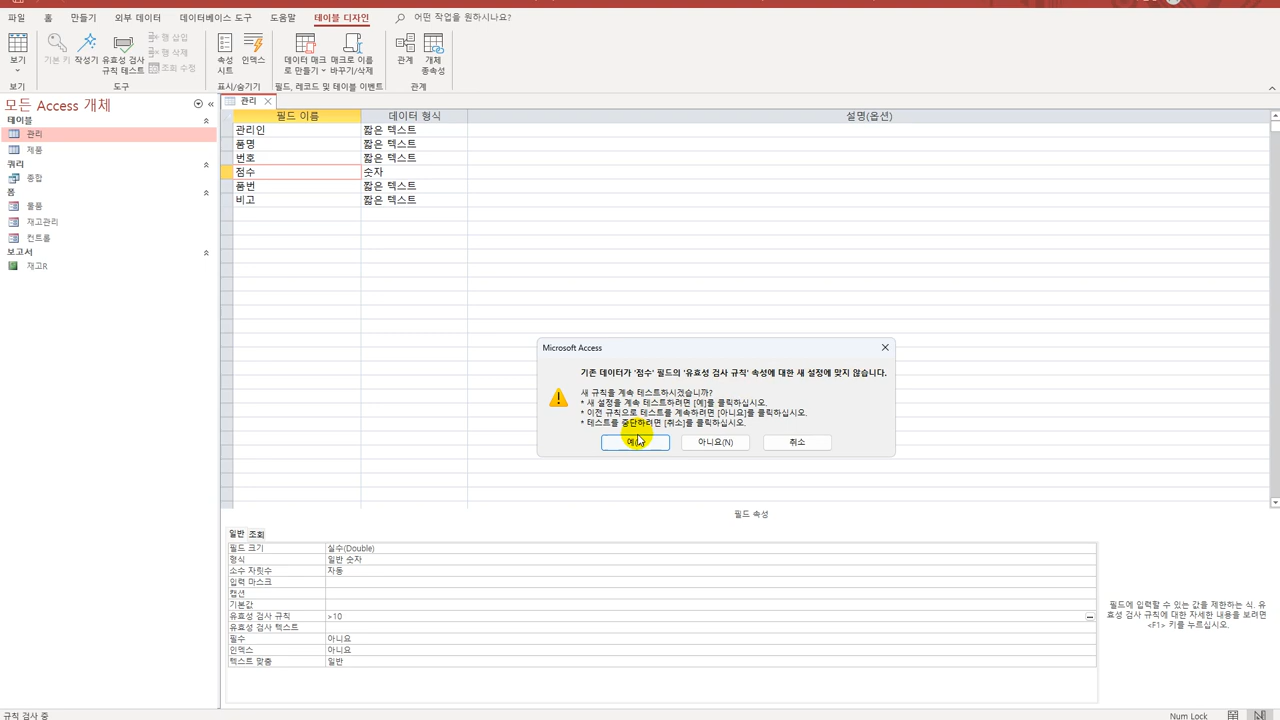 파일 홈 만들기 외부 데이터 데이터베이스 도구 도움말 테이블 디자인 어떤 작업을 원하시나요?
보기
기본 키
작성기
유효성 검사
규칙 테스트
행 삽입
행 삭제
조회 수정
속성
시트
인덱스
데이터 매크
로 만들기
매크로 이름
바꾸기/삭제
관계
개체
종속성
보기
도구
표시/숨기기
필드, 레코드 및 테이블 이벤트
관계
모든 Access 개체
테이블
관리
제품
쿼리
종합
폼
물품
재고관리
컨트롤
보고서
재고R
관리
필드 이름 데이터 형식 설명(옵션)
관리인 짧은 텍스트
품명 짧은 텍스트
번호 짧은 텍스트
점수 숫자
품번 짧은 텍스트
비고 짧은 텍스트
Microsoft Access
기존 데이터가 '점수' 필드의 '유효성 검사 규칙' 속성에 대한 새 설정에 맞지 않습니다.
새 규칙을 계속 테스트하시겠습니까?
* 새 설정을 계속 테스트하려면 [예]를 클릭하십시오.
* 이전 규칙으로 테스트를 계속하려면 [아니요]를 클릭하십시오.
* 테스트를 중단하려면 [취소]를 클릭하십시오.
아니요(N) 취소
필드 속성
일반 조회
필드 크기 실수(Double)
형식 일반 숫자
소수 자릿수 자동
입력 마스크
캡션
기본값
유효성 검사 규칙 >10
유효성 검사 텍스트
필수 아니요
인덱스 아니요
텍스트 맞춤 일반
필드에 입력할 수 있는 값을 제한하는 식. 유
효성 검사 규칙에 대한 자세한 내용을 보려면
<F1> 키를 누르십시오.
규칙 검사 중
Num Lock